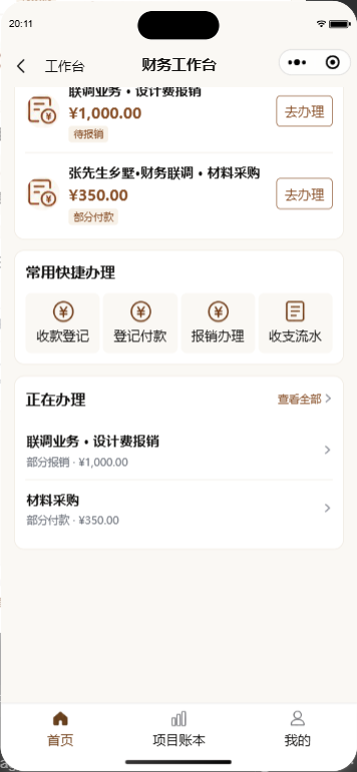 20:11
工作台
财务工作台
联调业务·设计费报销
¥1,000.00
去办理
待报销
张先生乡墅·财务联调·材料采购
¥350.00
去办理
部分付款
常用快捷办理
收款登记
登记付款
报销办理
收支流水
正在办理
查看全部
联调业务·设计费报销
部分报销 · ¥1,000.00
材料采购
部分付款 · ¥350.00
首页
项目账本
我的